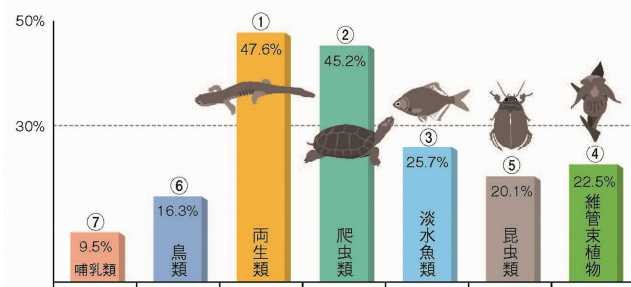 50%
30%
①
47.6%
両生類
②
45.2%
爬虫類
③
25.7%
淡水魚類
④
22.5%
維管束植物
⑤
20.1%
昆虫類
⑥
16.3%
鳥類
⑦
9.5%
哺乳類